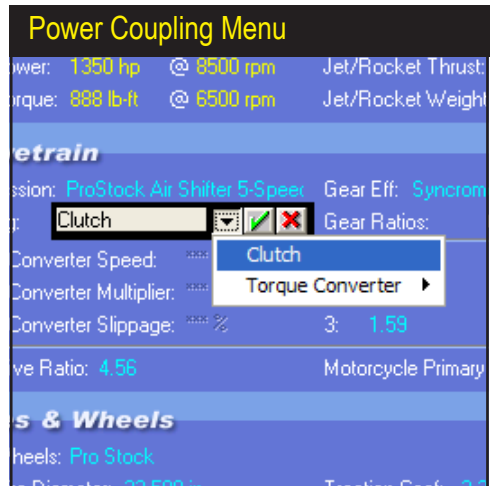 Power Coupling Menu
ower: 1350 hp @ 8500 rpm Jet/Rocket Thrust:
orque: 888 lb-ft @ 6500 rpm Jet/Rocket Weight
etrain
ssion: ProStock Air Shifter 5-Speed Gear Eff: Syncrom
g: Clutch Gear Ratios:
Converter Speed: ****
Clutch
Converter Multiplier: ****
Torque Converter
Converter Slippage: **** % 3: 1.59
ve Ratio: 4.56 Motorcycle Primary
s & Wheels
heels: Pro Stock